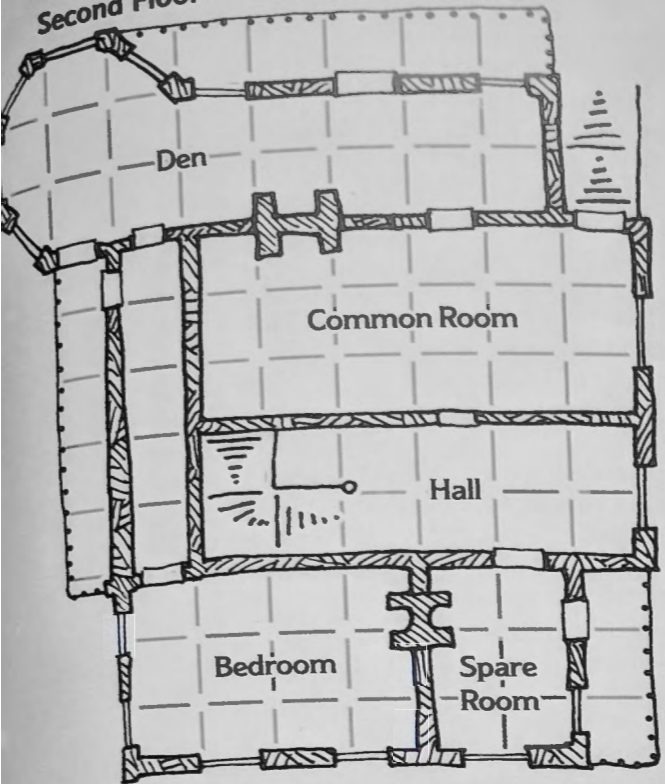 Second Floor
Den
Common Room
Hall
Bedroom
Spare
Room